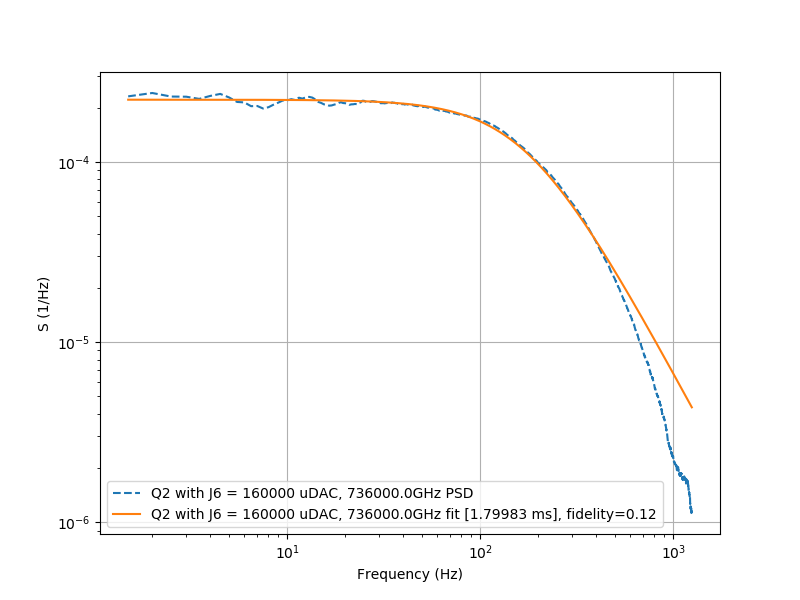 S (1/Hz)
10⁻⁴
10⁻⁵
10⁻⁶
Q2 with J6 = 160000 uDAC, 736000.0GHz PSD
Q2 with J6 = 160000 uDAC, 736000.0GHz fit [1.79983 ms], fidelity=0.12
10¹ 10² 10³
Frequency (Hz)